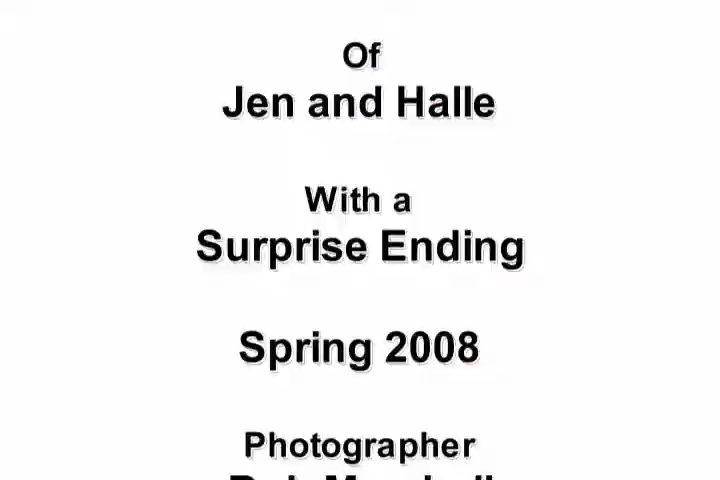 Of
Jen and Halle
With a
Surprise Ending
Spring 2008
Photographer